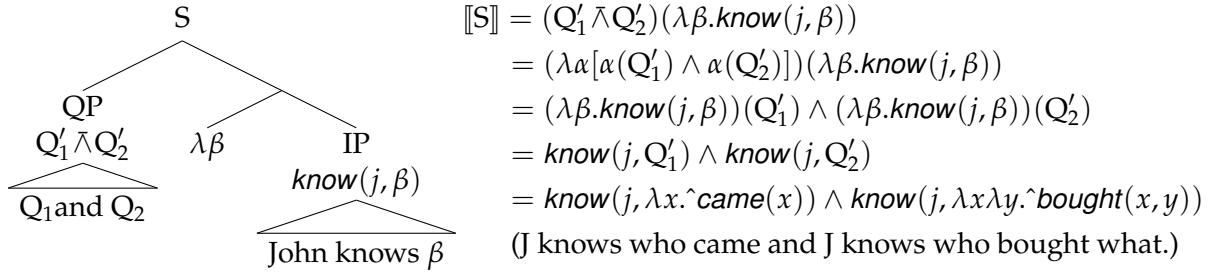 S
QP
Q′₁ ⊼ Q′₂
λβ
IP
know(j, β)
Q₁and Q₂
John knows β
⟦S⟧ = (Q′₁ ⊼ Q′₂)(λβ.know(j, β))
= (λα[α(Q′₁) ∧ α(Q′₂)])(λβ.know(j, β))
= (λβ.know(j, β))(Q′₁) ∧ (λβ.know(j, β))(Q′₂)
= know(j, Q′₁) ∧ know(j, Q′₂)
= know(j, λx.ˆcame(x)) ∧ know(j, λxλy.ˆbought(x, y))
(J knows who came and J knows who bought what.)